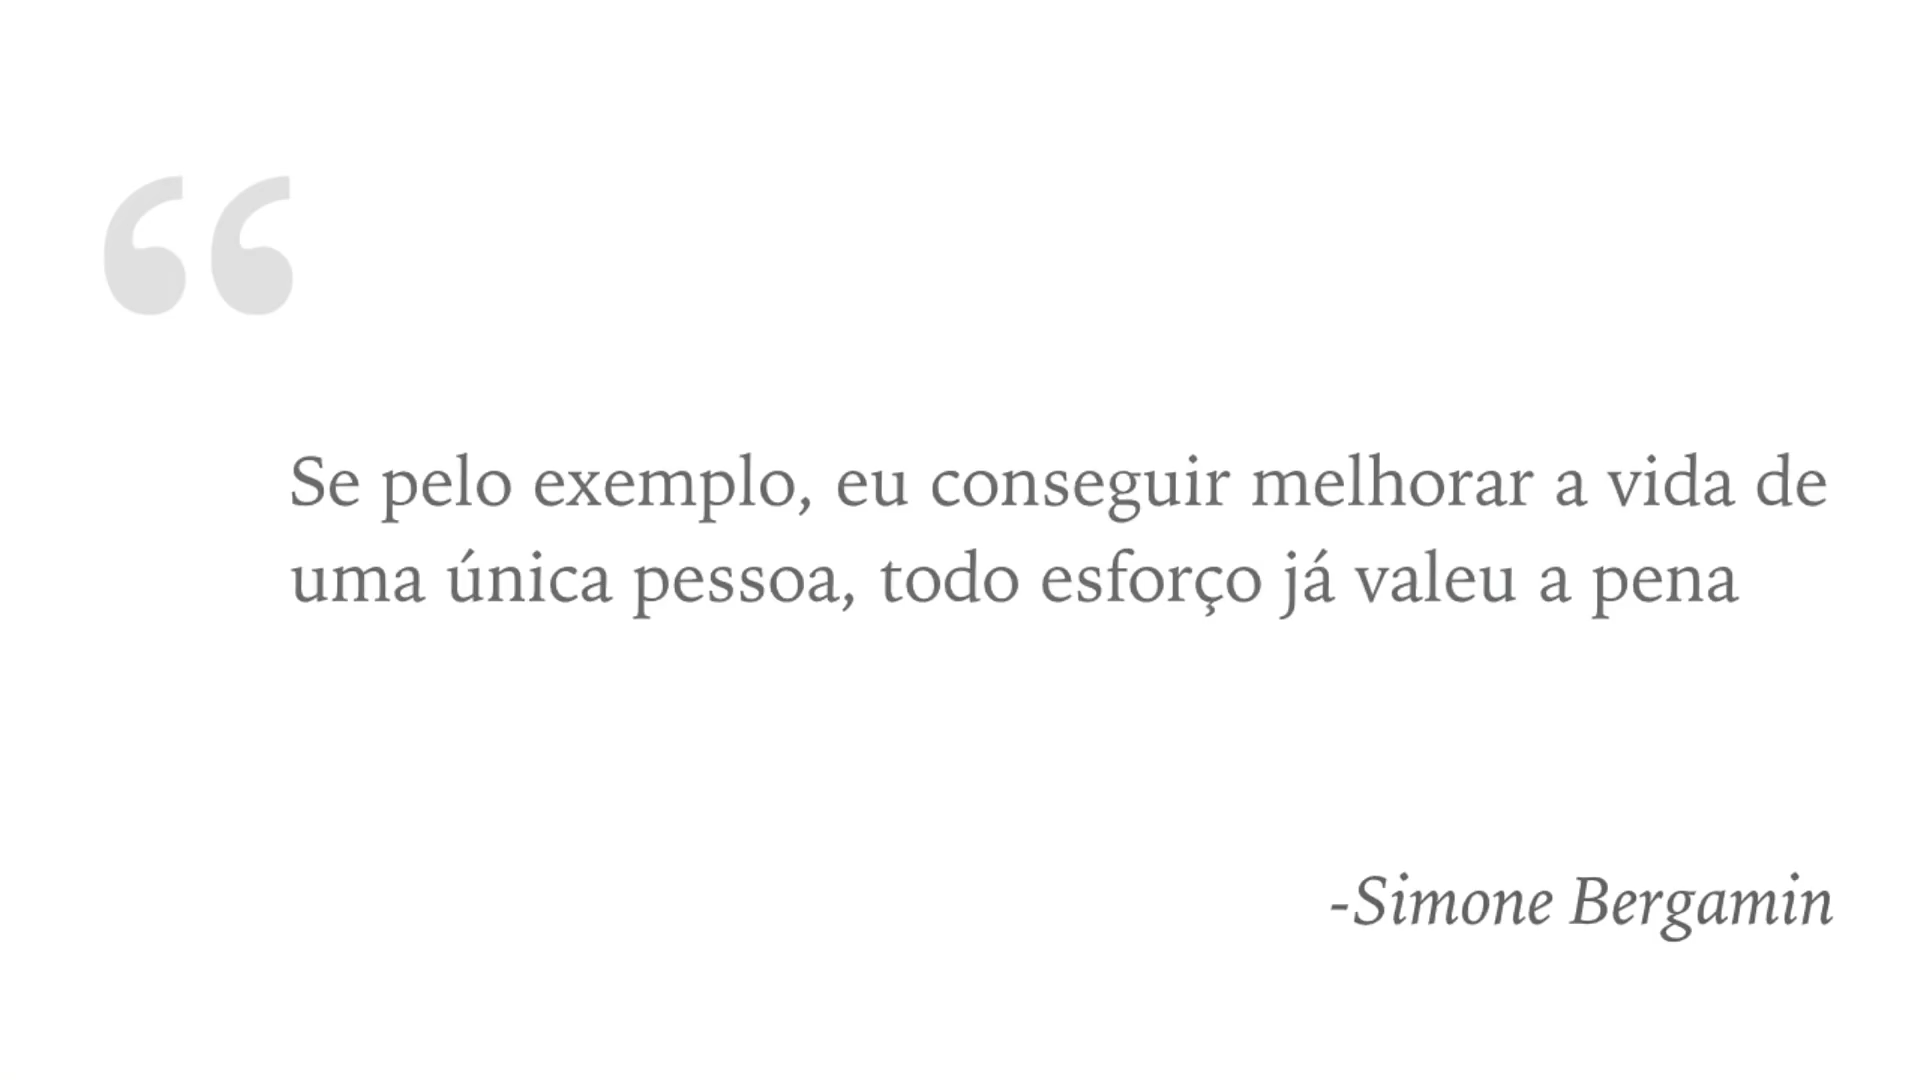 “
Se pelo exemplo, eu conseguir melhorar a vida de
uma única pessoa, todo esforço já valeu a pena
-Simone Bergamin